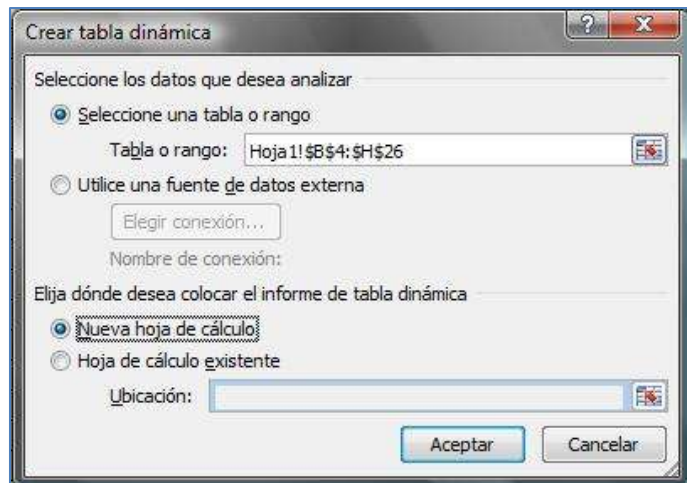 Crear tabla dinámica
Seleccione los datos que desea analizar
Seleccione una tabla o rango
Tabla o rango: Hoja1!$B$4:$H$26
Utilice una fuente de datos externa
Elegir conexión...
Nombre de conexión:
Elija dónde desea colocar el informe de tabla dinámica
Nueva hoja de cálculo
Hoja de cálculo existente
Ubicación:
Aceptar Cancelar